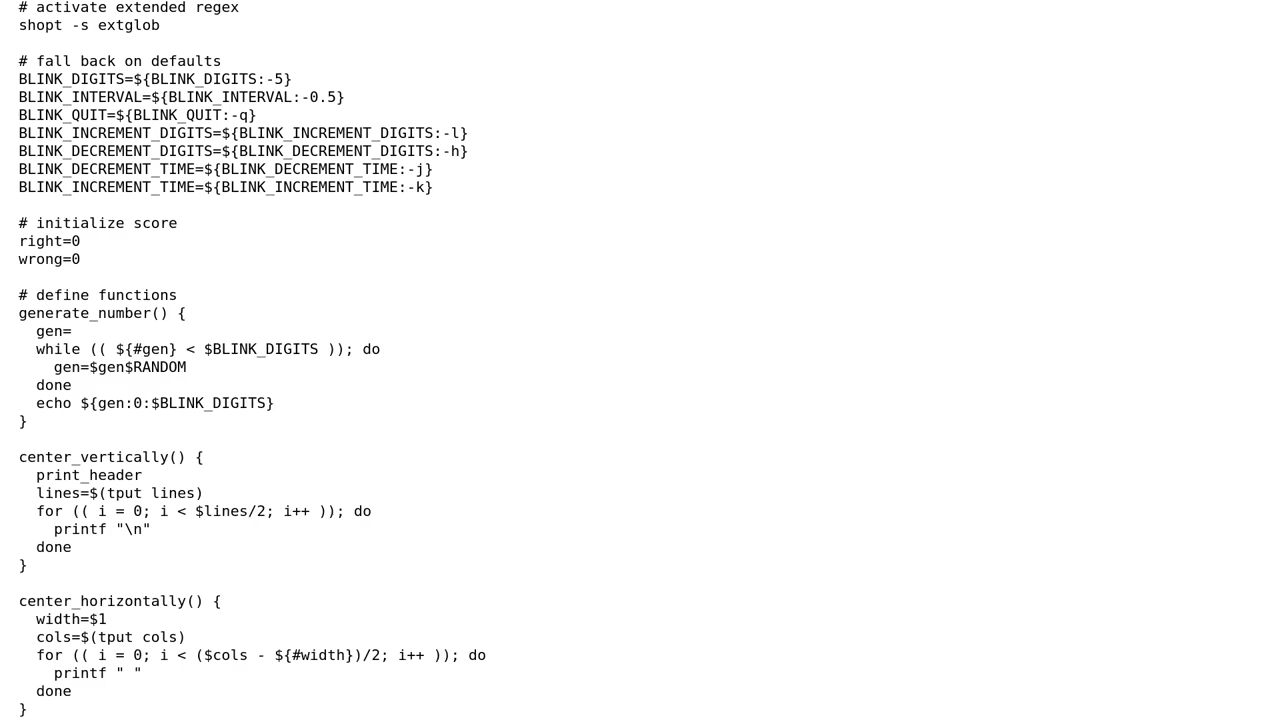 # activate extended regex
shopt -s extglob

# fall back on defaults
BLINK_DIGITS=${BLINK_DIGITS:-5}
BLINK_INTERVAL=${BLINK_INTERVAL:-0.5}
BLINK_QUIT=${BLINK_QUIT:-q}
BLINK_INCREMENT_DIGITS=${BLINK_INCREMENT_DIGITS:-l}
BLINK_DECREMENT_DIGITS=${BLINK_DECREMENT_DIGITS:-h}
BLINK_DECREMENT_TIME=${BLINK_DECREMENT_TIME:-j}
BLINK_INCREMENT_TIME=${BLINK_INCREMENT_TIME:-k}

# initialize score
right=0
wrong=0

# define functions
generate_number() {
  gen=
  while (( ${#gen} < $BLINK_DIGITS )); do
    gen=$gen$RANDOM
  done
  echo ${gen:0:$BLINK_DIGITS}
}

center_vertically() {
  print_header
  lines=$(tput lines)
  for (( i = 0; i < $lines/2; i++ )); do
    printf "\n"
  done
}

center_horizontally() {
  width=$1
  cols=$(tput cols)
  for (( i = 0; i < ($cols - ${#width})/2; i++ )); do
    printf " "
  done
}